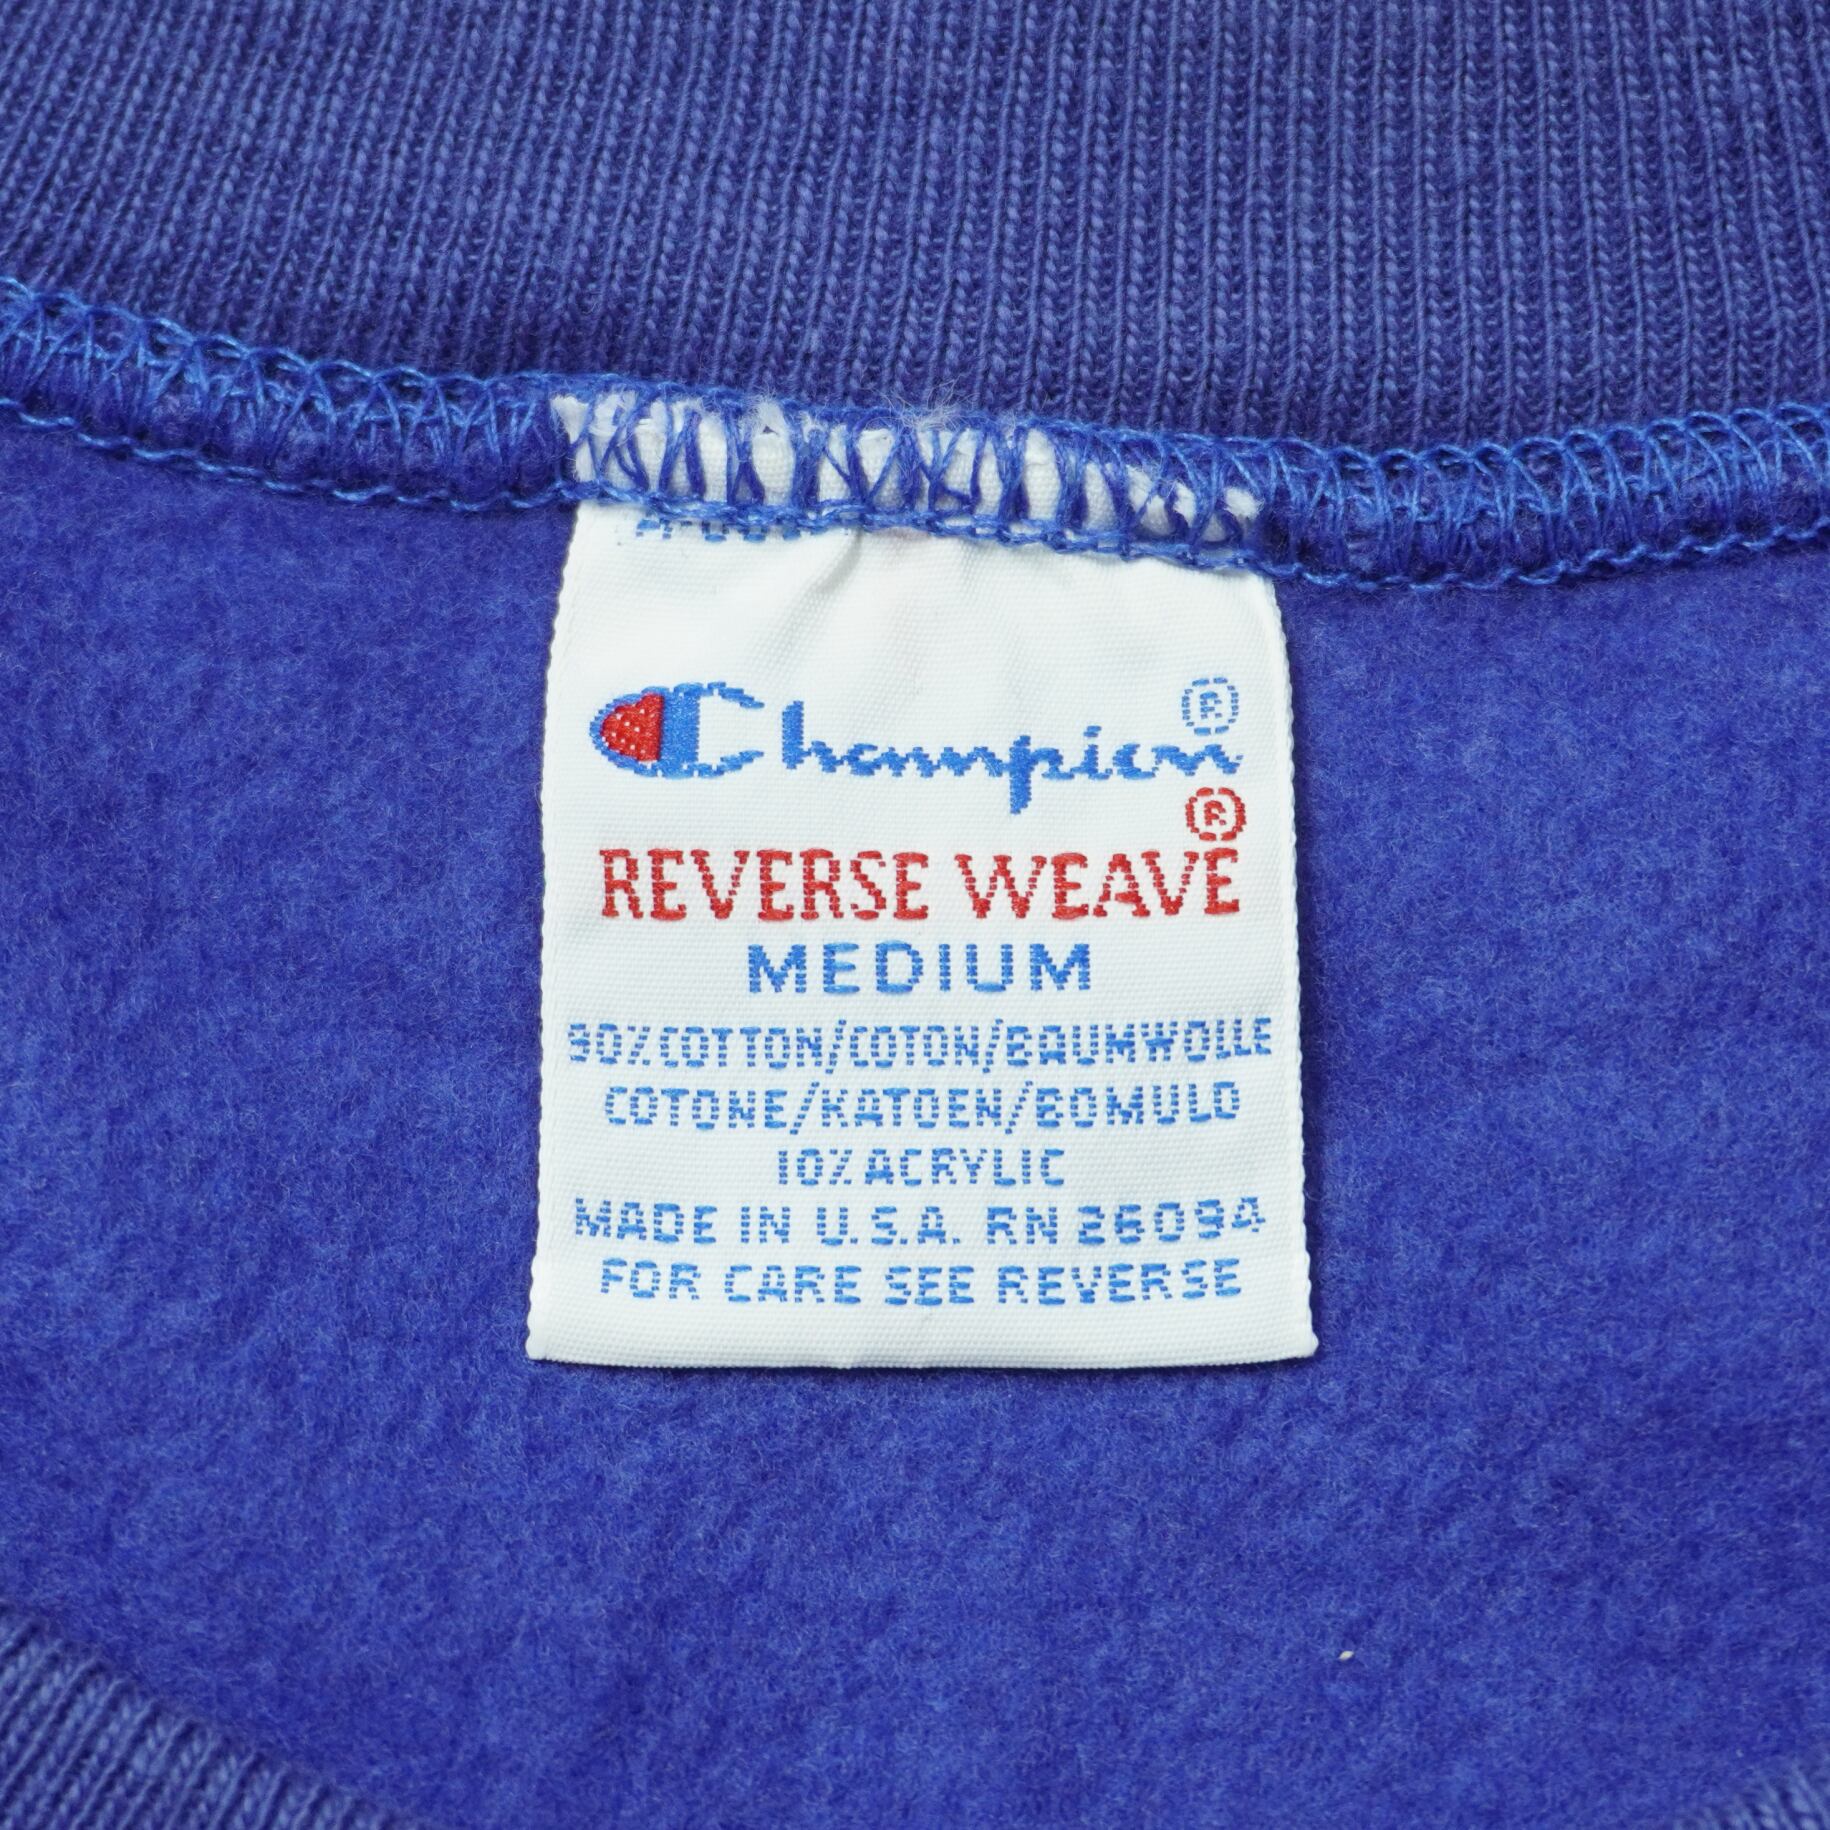 Champion®
REVERSE WEAVE®
MEDIUM
90% COTTON/COTON/BAUMWOLLE
COTONE/KATOEN/BOMULD
10% ACRYLIC
MADE IN U.S.A. RN 26094
FOR CARE SEE REVERSE